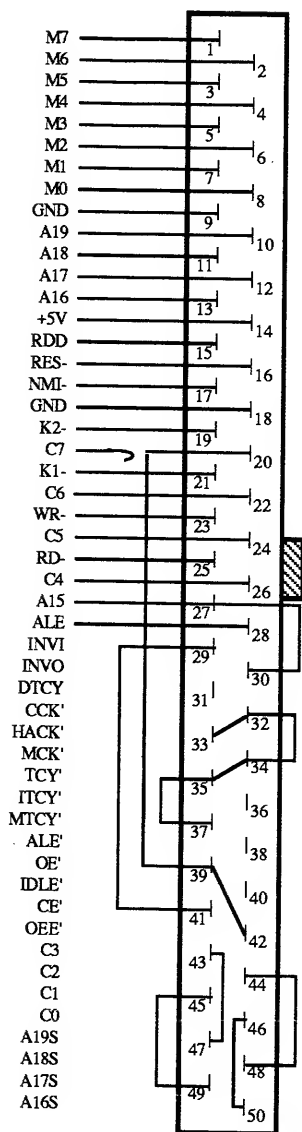 M7
1
M6
2
M5
3
M4
4
M3
5
M2
6
M1
7
M0
8
GND
9
A19
10
A18
11
A17
12
A16
13
+5V
14
RDD
15
RES-
16
NMI-
17
GND
18
K2-
19
C7
20
K1-
21
C6
22
WR-
23
C5
24
RD-
25
C4
26
A15
27
ALE
28
INVI
29
INVO
30
DTCY
31
CCK'
32
HACK'
33
MCK'
34
TCY'
35
ITCY'
36
MTCY'
37
ALE'
38
OE'
39
IDLE'
40
CE'
41
OEE'
42
C3
43
C2
44
C1
45
C0
46
A19S
47
A18S
48
A17S
49
A16S
50